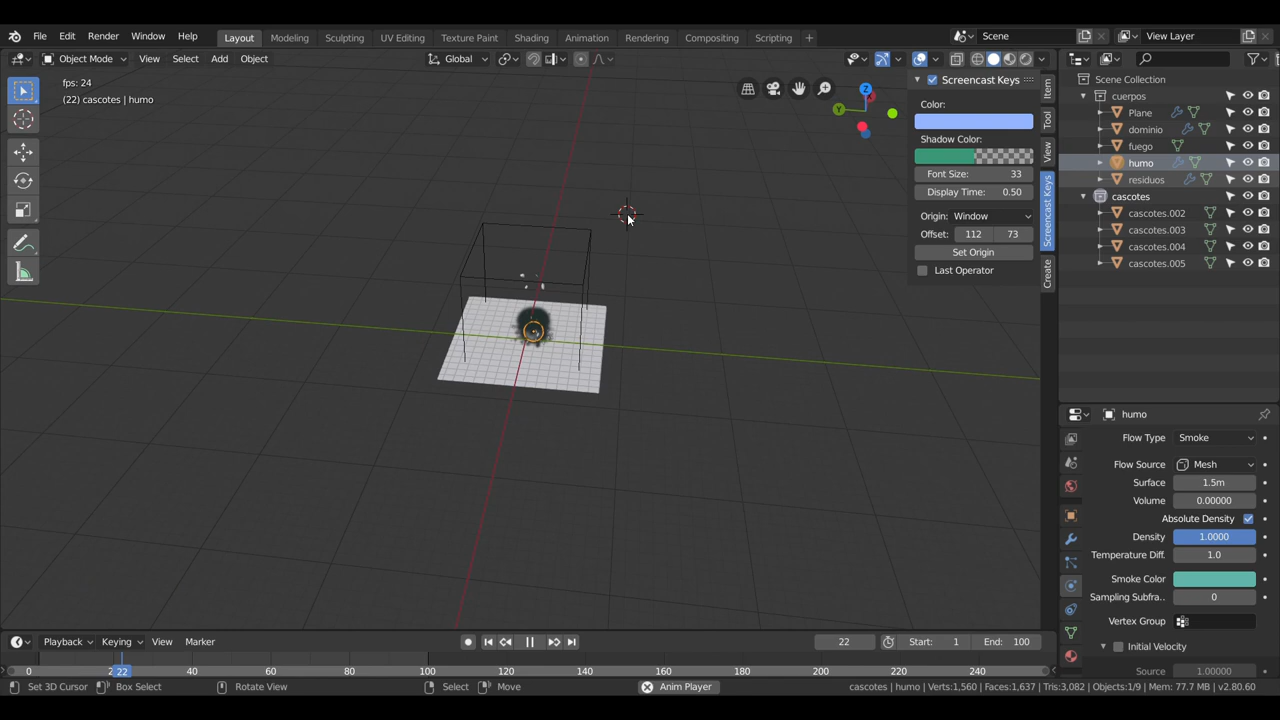 File Edit Render Window Help Layout Modeling Sculpting UV Editing Texture Paint Shading Animation Rendering Compositing Scripting + Scene View Layer
Object Mode View Select Add Object Global
fps: 24
(22) cascotes | humo
Z
Y
Screencast Keys
Color:
Shadow Color:
Font Size: 33
Display Time: 0.50
Origin: Window
Offset: 112 73
Set Origin
Last Operator
Item
Tool
View
Screencast Keys
Create
Scene Collection
cuerpos
Plane
dominio
fuego
humo
residuos
cascotes
cascotes.002
cascotes.003
cascotes.004
cascotes.005
humo
Flow Type Smoke
Flow Source Mesh
Surface 1.5m
Volume 0.00000
Absolute Density
Density 1.0000
Temperature Diff. 1.0
Smoke Color
Sampling Subfra.. 0
Vertex Group
Initial Velocity
Source 1.00000
Playback Keying View Marker 22 Start: 1 End: 100
0 22 40 60 80 100 120 140 160 180 200 220 240
Set 3D Cursor Box Select Rotate View Select Move Anim Player cascotes | humo | Verts:1,560 | Faces:1,637 | Tris:3,082 | Objects:1/9 | Mem: 77.7 MB | v2.80.60